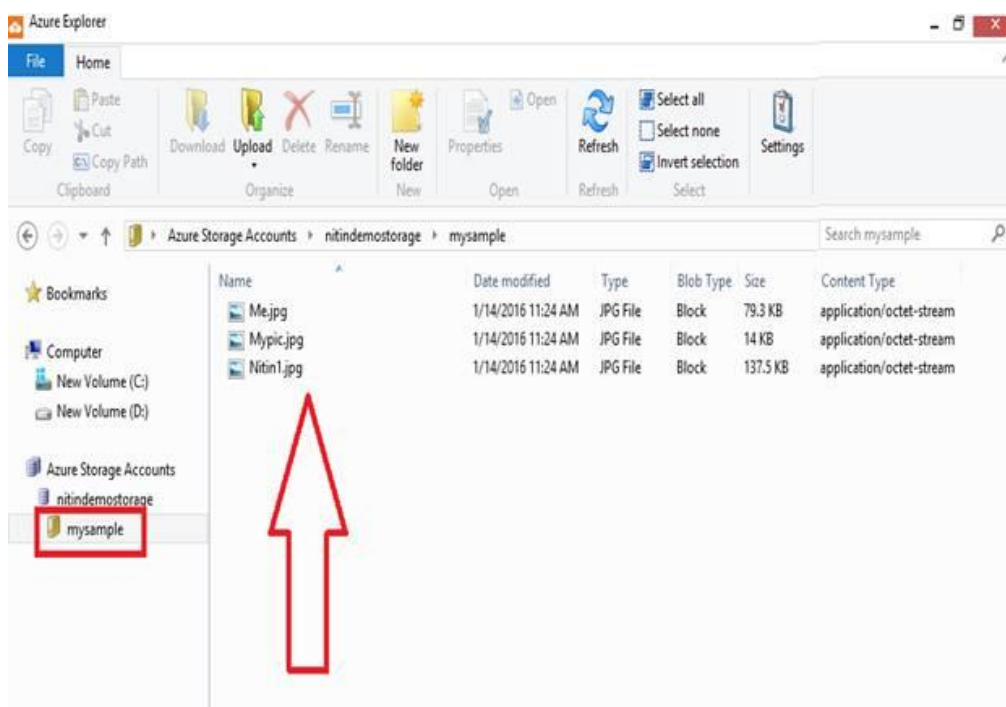 Azure Explorer
File Home
Copy
Paste
Cut
Copy Path
Clipboard
Download Upload Delete Rename
Organize
New folder
New
Properties
Open
Open
Refresh
Refresh
Select all
Select none
Invert selection
Select
Settings
Azure Storage Accounts nitindemostorage mysample
Search mysample
Bookmarks
Computer
New Volume (C:)
New Volume (D:)
Azure Storage Accounts
nitindemostorage
mysample
Name Date modified Type Blob Type Size Content Type
Me.jpg 1/14/2016 11:24 AM JPG File Block 79.3 KB application/octet-stream
Mypic.jpg 1/14/2016 11:24 AM JPG File Block 14 KB application/octet-stream
Nitin1.jpg 1/14/2016 11:24 AM JPG File Block 137.5 KB application/octet-stream